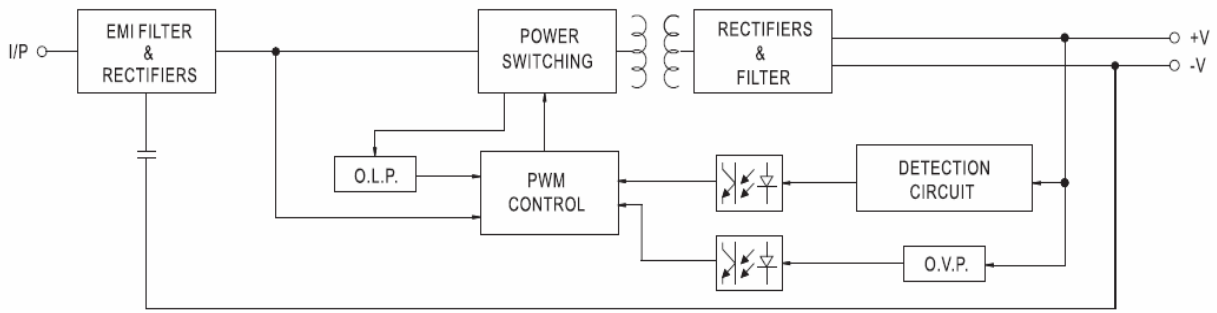 I/P
EMI FILTER
&
RECTIFIERS
POWER
SWITCHING
RECTIFIERS
&
FILTER
+V
-V
O.L.P.
PWM
CONTROL
DETECTION
CIRCUIT
O.V.P.